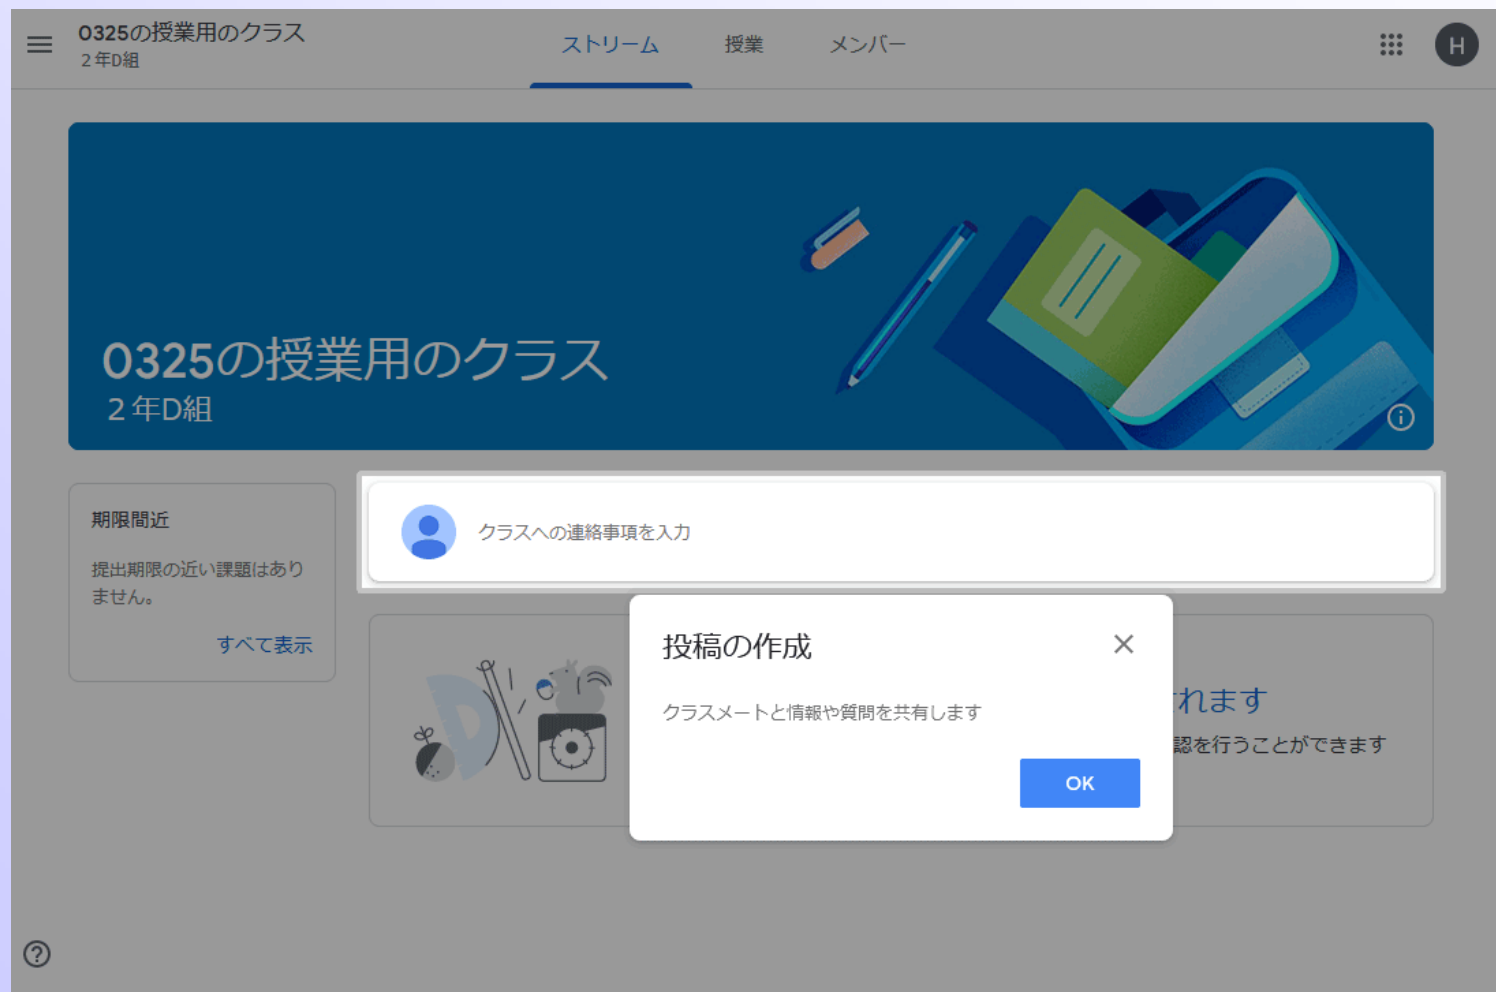 0325の授業用のクラス
２年D組
ストリーム
授業
メンバー
H
0325の授業用のクラス
２年D組
期限間近
提出期限の近い課題はあり
ません。
すべて表示
クラスへの連絡事項を入力
投稿の作成
クラスメートと情報や質問を共有します
OK
れます
認を行うことができます